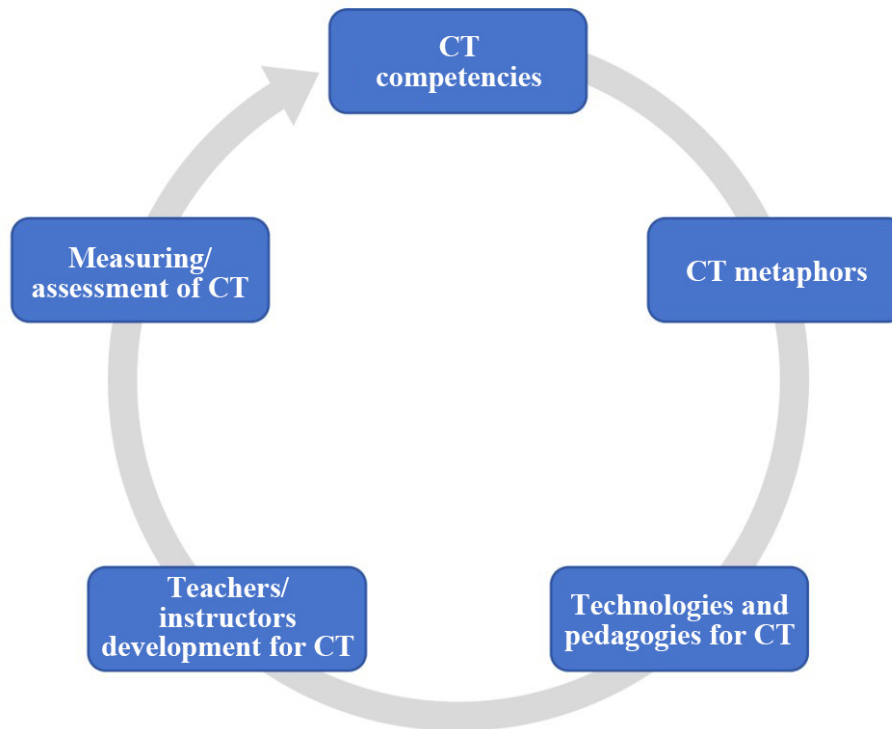 CT
competencies
CT metaphors
Technologies and
pedagogies for CT
Teachers/
instructors
development for CT
Measuring/
assessment of CT